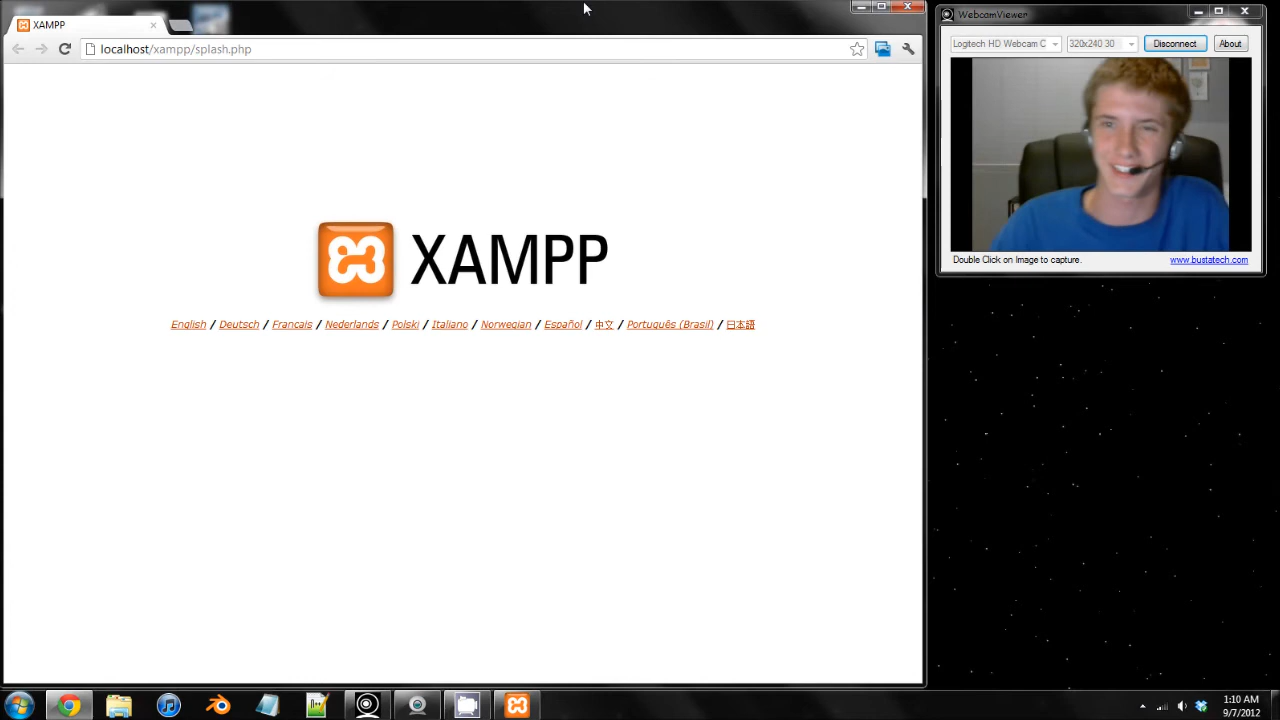 XAMPP
localhost/xampp/splash.php
XAMPP
English / Deutsch / Francais / Nederlands / Polski / Italiano / Norwegian / Español / 中文 / Português (Brasil) / 日本語
WebcamViewer
Logitech HD Webcam C
320x240 30
Disconnect
About
Double Click on Image to capture.
www.bustatech.com
1:10 AM
9/7/2012